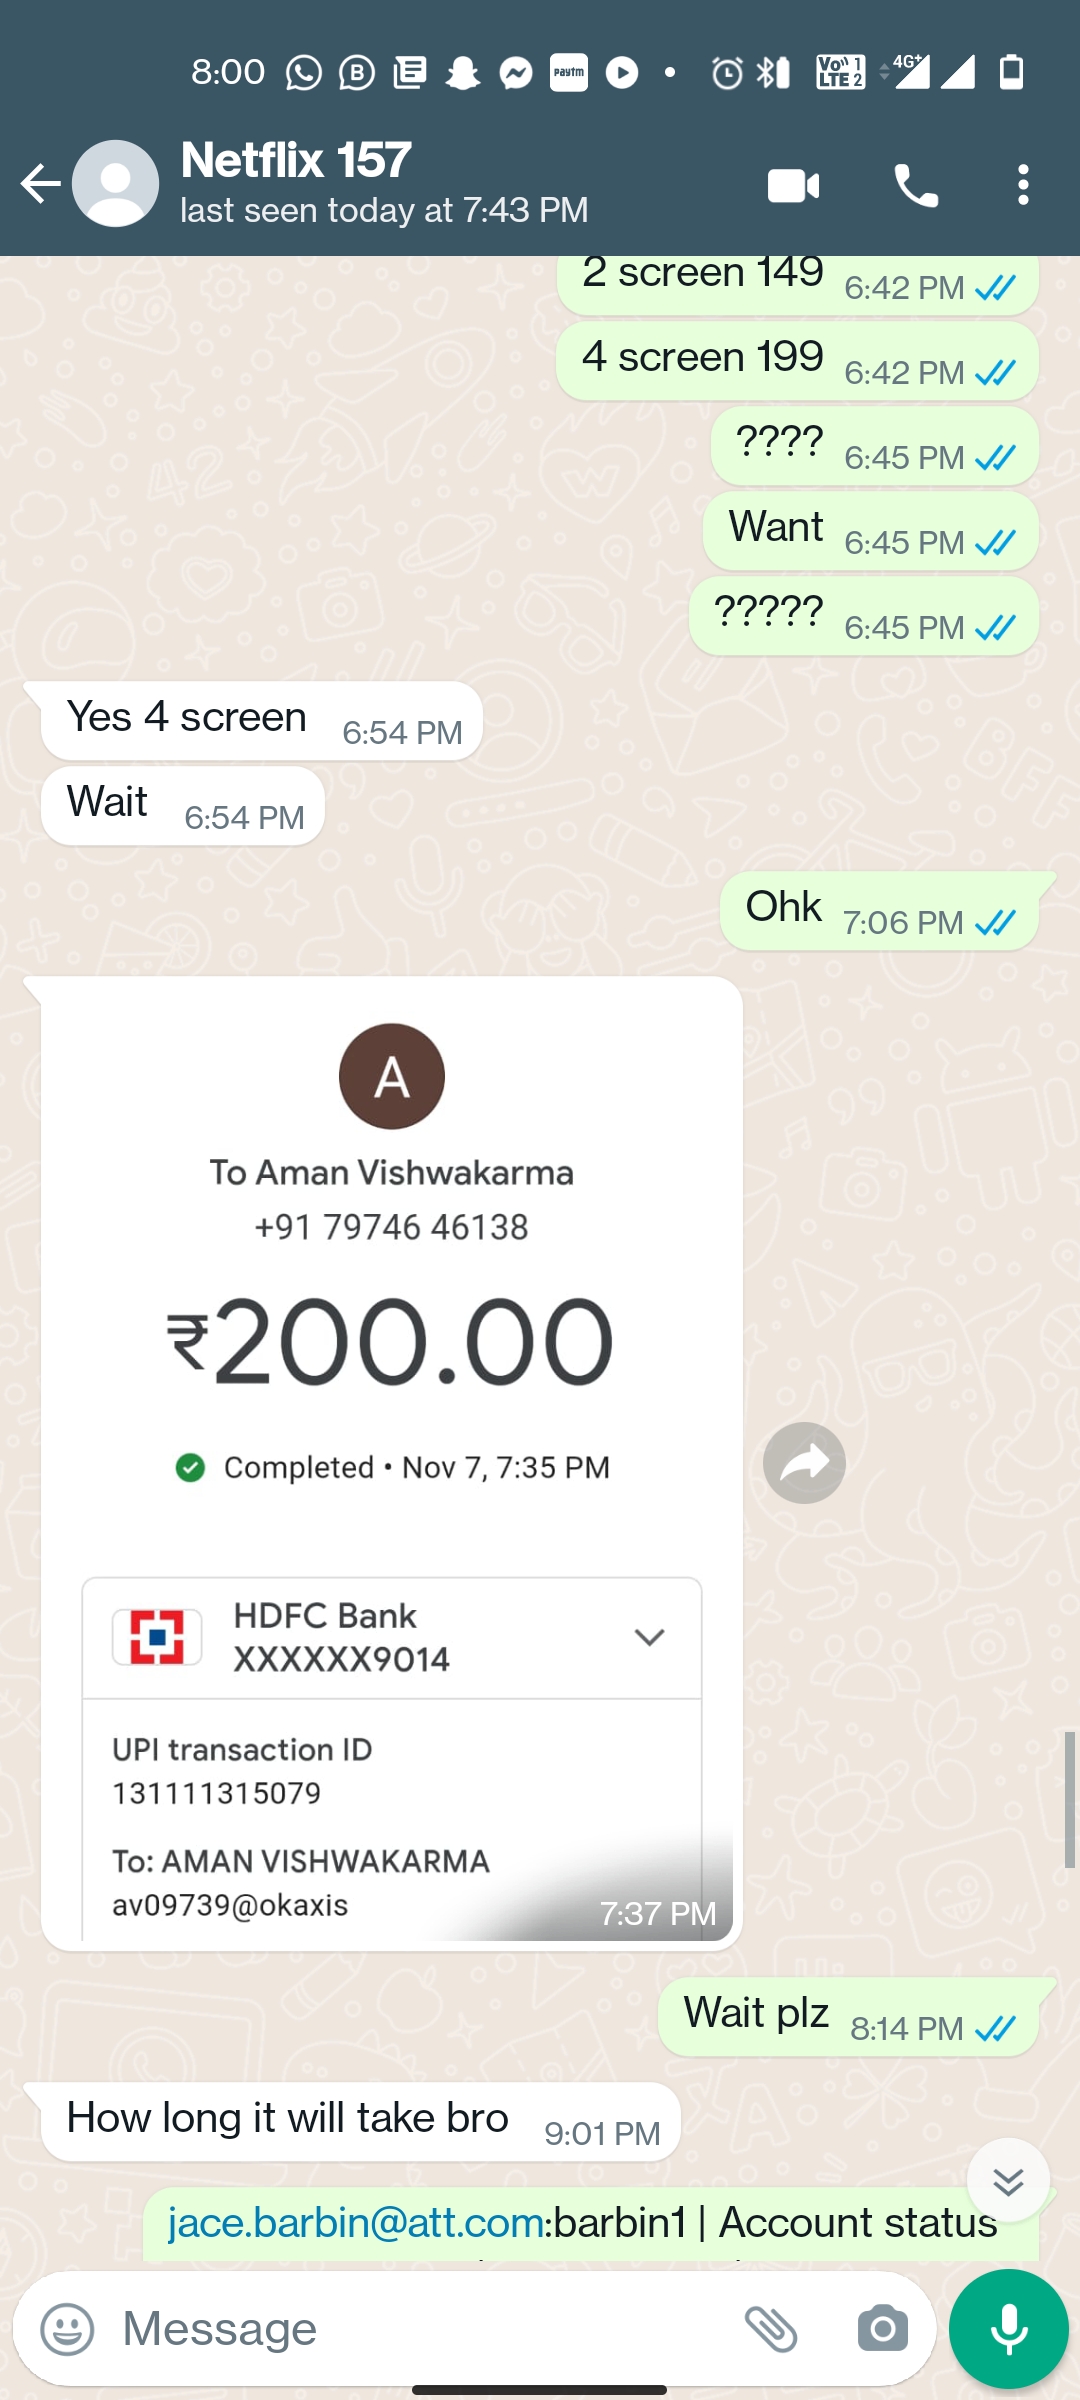 8:00
paytm
Vo)) 1
LTE 2
4G+
Netflix 157
last seen today at 7:43 PM
2 screen 149 6:42 PM
4 screen 199 6:42 PM
???? 6:45 PM
Want 6:45 PM
????? 6:45 PM
Yes 4 screen 6:54 PM
Wait 6:54 PM
Ohk 7:06 PM
A
To Aman Vishwakarma
+91 79746 46138
₹200.00
Completed • Nov 7, 7:35 PM
HDFC Bank
XXXXXX9014
UPI transaction ID
131111315079
To: AMAN VISHWAKARMA
av09739@okaxis
7:37 PM
Wait plz 8:14 PM
How long it will take bro 9:01 PM
jace.barbin@att.com:barbin1 | Account status
Message